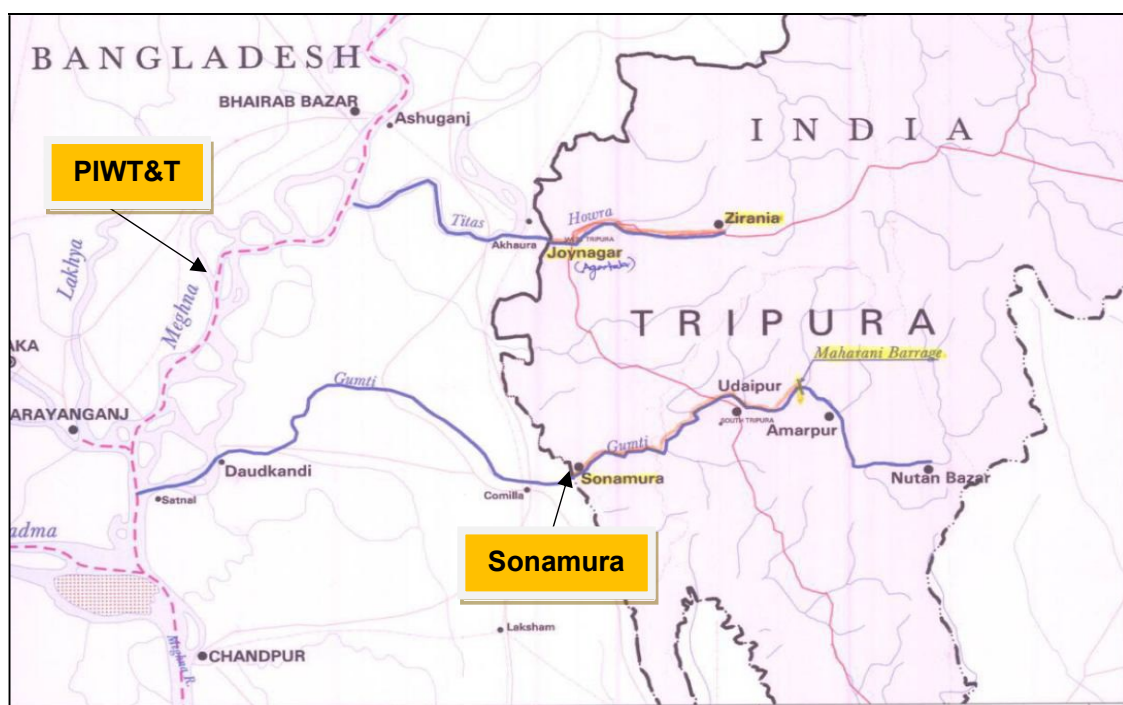 BANGLADESH
BHAIRAB BAZAR
Ashuganj
INDIA
PIWT&T
Titas
Howra
Zirania
Akhaura
WEST TRIPURA
Joynagar
(Agartala)
Lakhya
Meghna
TRIPURA
Maharani Barrage
AKA
Gumti
Udaipur
SOUTH TRIPURA
ARAYANGANJ
Amarpur
Gumti
Daudkandi
Sonamura
Nutan Bazar
Satnal
Comilla
adma
Sonamura
Laksham
Meghna R.
CHANDPUR